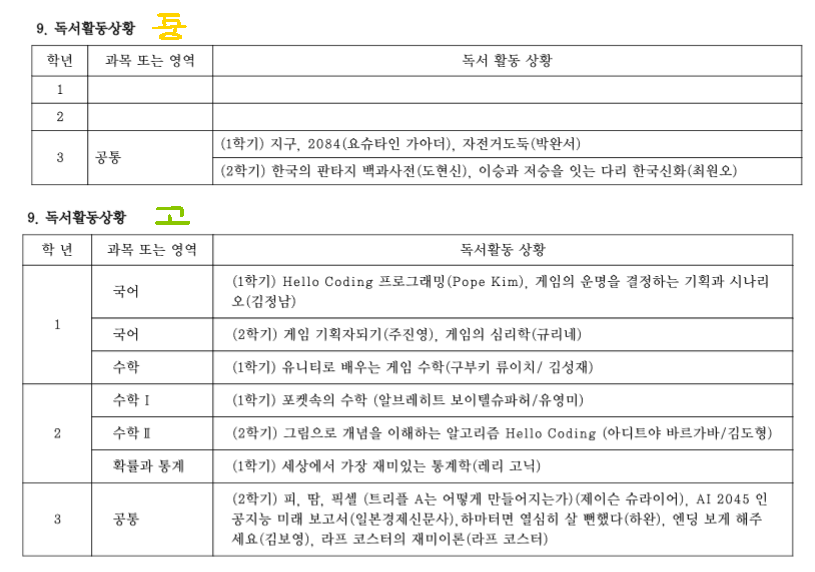 9. 독서활동상황 중
학년 과목 또는 영역 독서 활동 상황
1
2
3 공통 (1학기) 지구, 2084(요슈타인 가아더), 자전거도둑(박완서)
(2학기) 한국의 판타지 백과사전(도현신), 이승과 저승을 잇는 다리 한국신화(최원오)
9. 독서활동상황 고
학 년 과목 또는 영역 독서활동 상황
1 국어 (1학기) Hello Coding 프로그래밍(Pope Kim), 게임의 운명을 결정하는 기획과 시나리
오(김정남)
국어 (2학기) 게임 기획자되기(주진영), 게임의 심리학(규리네)
수학 (1학기) 유니티로 배우는 게임 수학(구부키 류이치/ 김성재)
2 수학Ⅰ (1학기) 포켓속의 수학 (알브레히트 보이텔슈파허/유영미)
수학Ⅱ (2학기) 그림으로 개념을 이해하는 알고리즘 Hello Coding (아디트야 바르가바/김도형)
확률과 통계 (1학기) 세상에서 가장 재미있는 통계학(레리 고닉)
3 공통 (2학기) 피, 땀, 픽셀 (트리플 A는 어떻게 만들어지는가)(제이슨 슈라이어), AI 2045 인
공지능 미래 보고서(일본경제신문사),하마터면 열심히 살 뻔했다(하완), 엔딩 보게 해주
세요(김보영), 라프 코스터의 재미이론(라프 코스터)